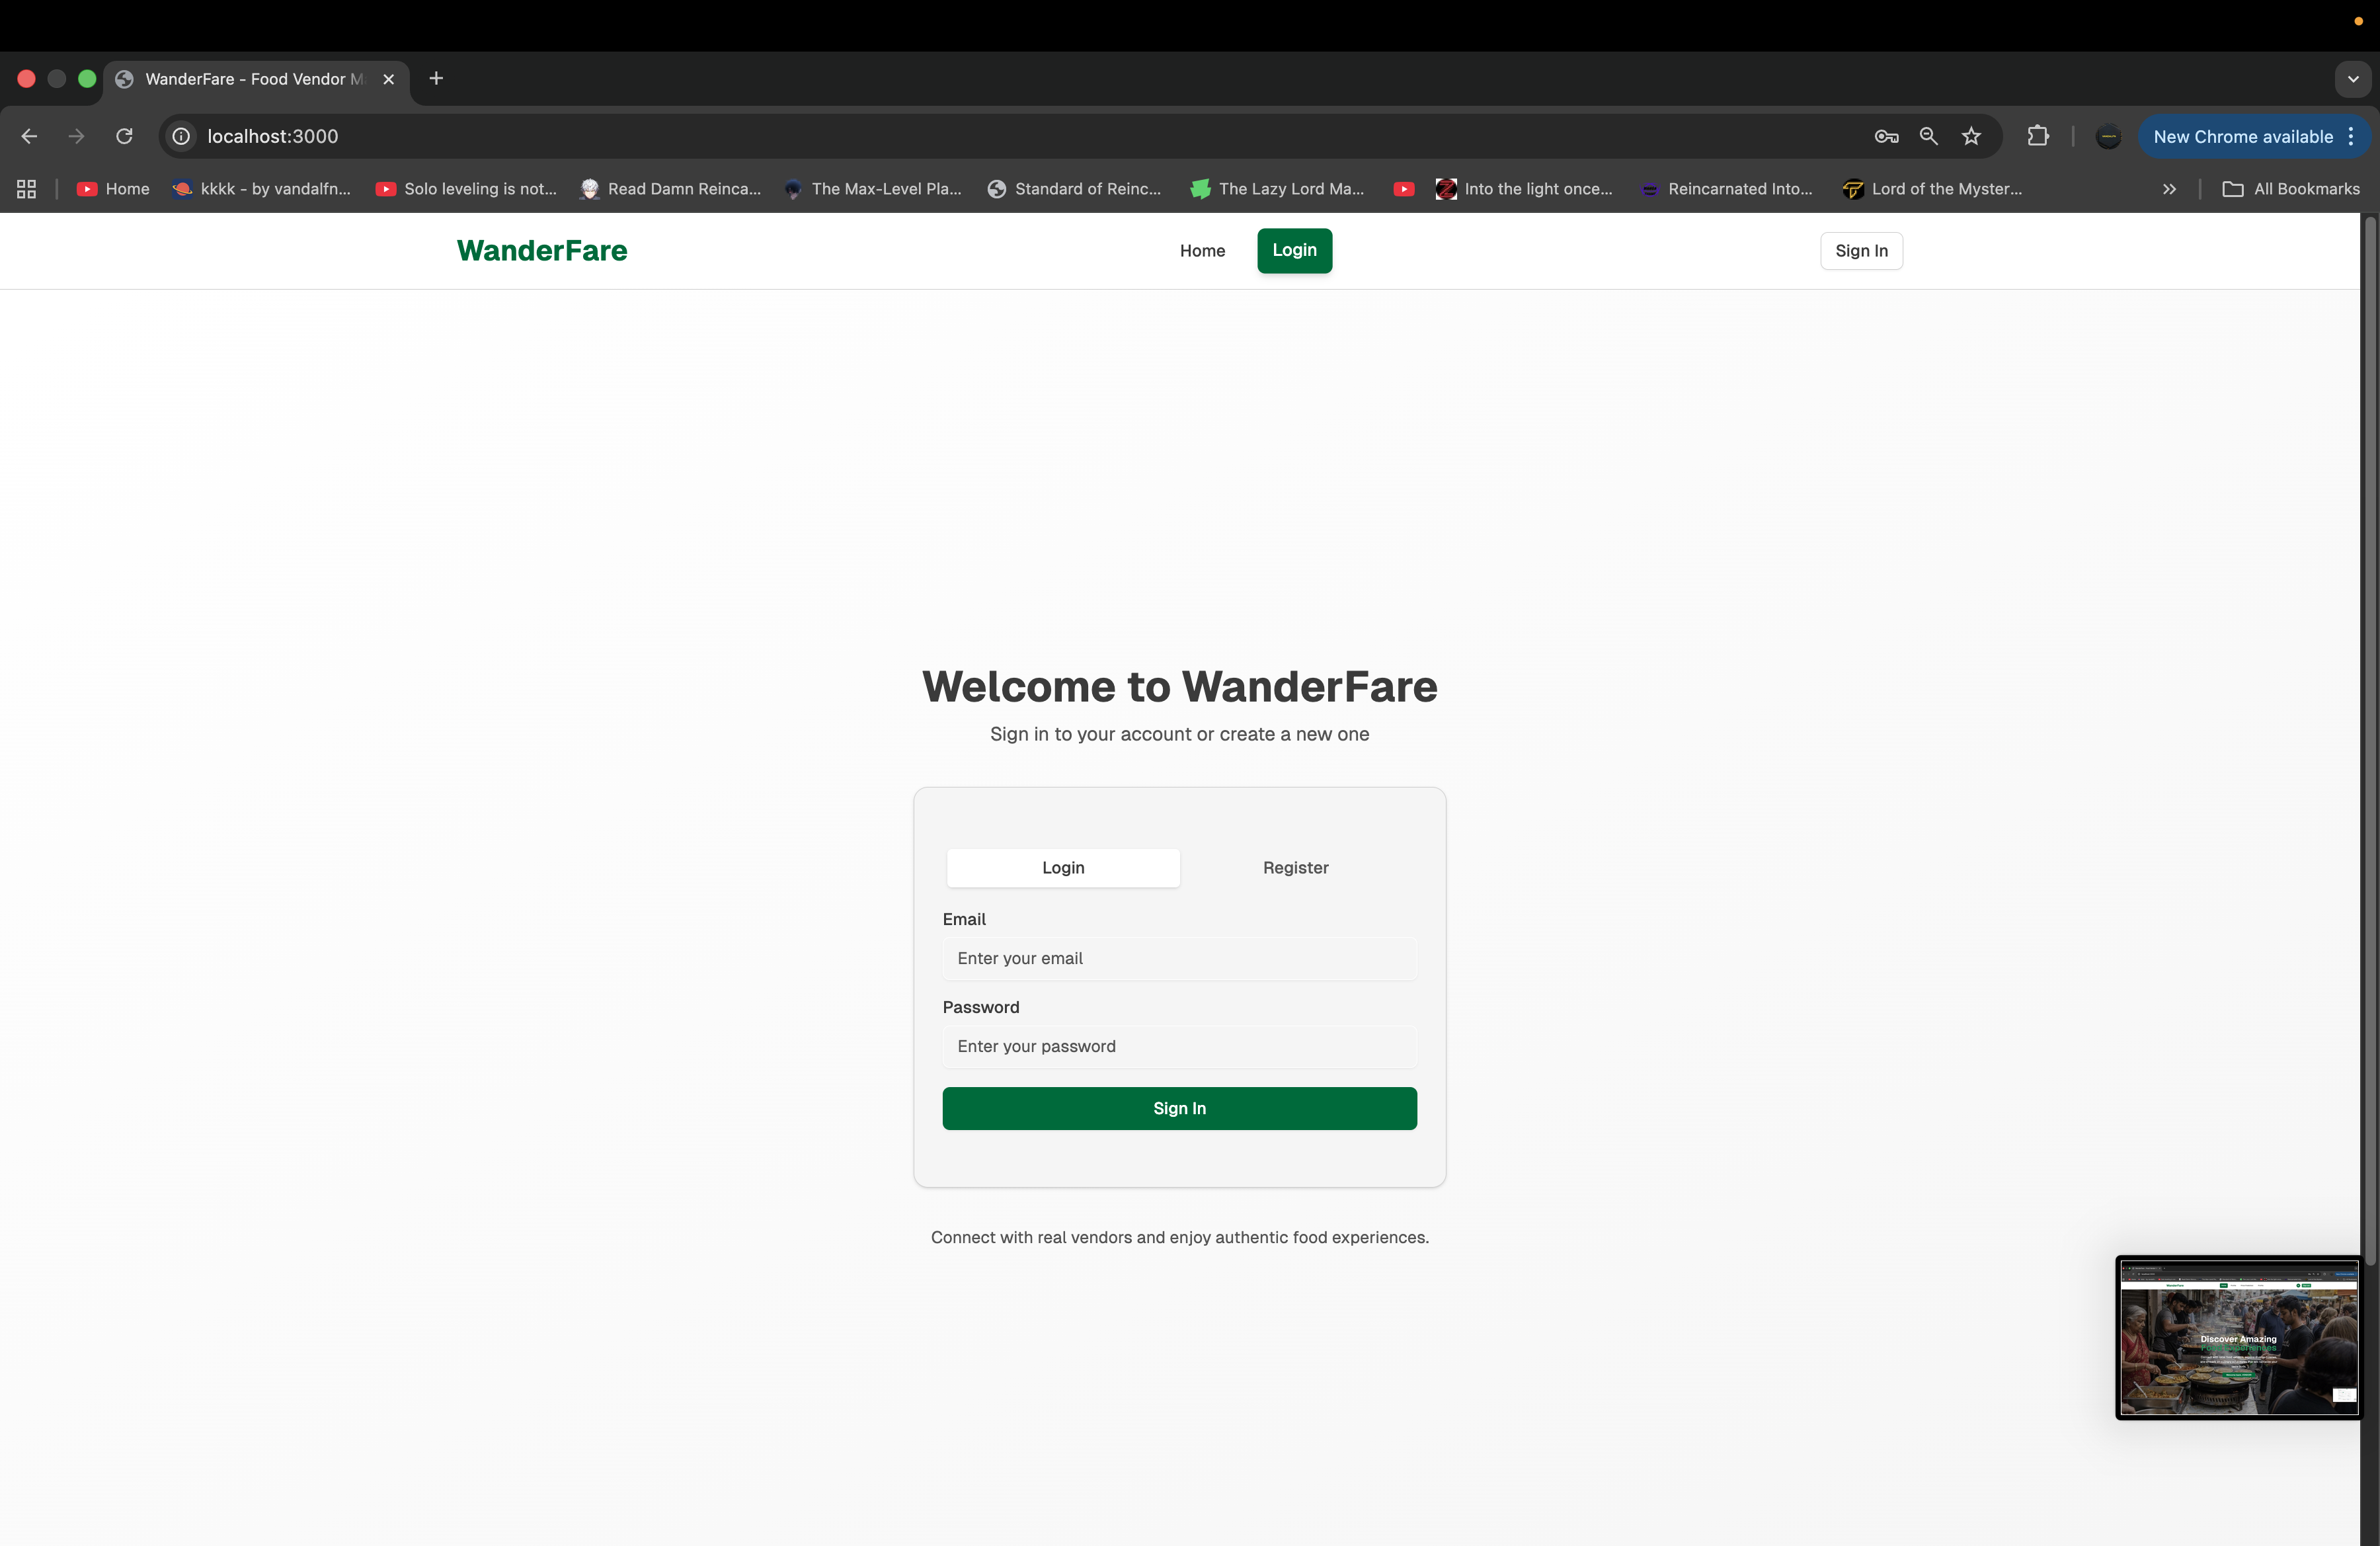 WanderFare - Food Vendor M
localhost:3000
New Chrome available
Home
kkkk - by vandalfn...
Solo leveling is not...
Read Damn Reinca...
The Max-Level Pla...
Standard of Reinc...
The Lazy Lord Ma...
Into the light once...
Reincarnated Into...
Lord of the Myster...
All Bookmarks
WanderFare
Home
Login
Sign In
Welcome to WanderFare
Sign in to your account or create a new one
Login
Register
Email
Enter your email
Password
Enter your password
Sign In
Connect with real vendors and enjoy authentic food experiences.
Discover Amazing